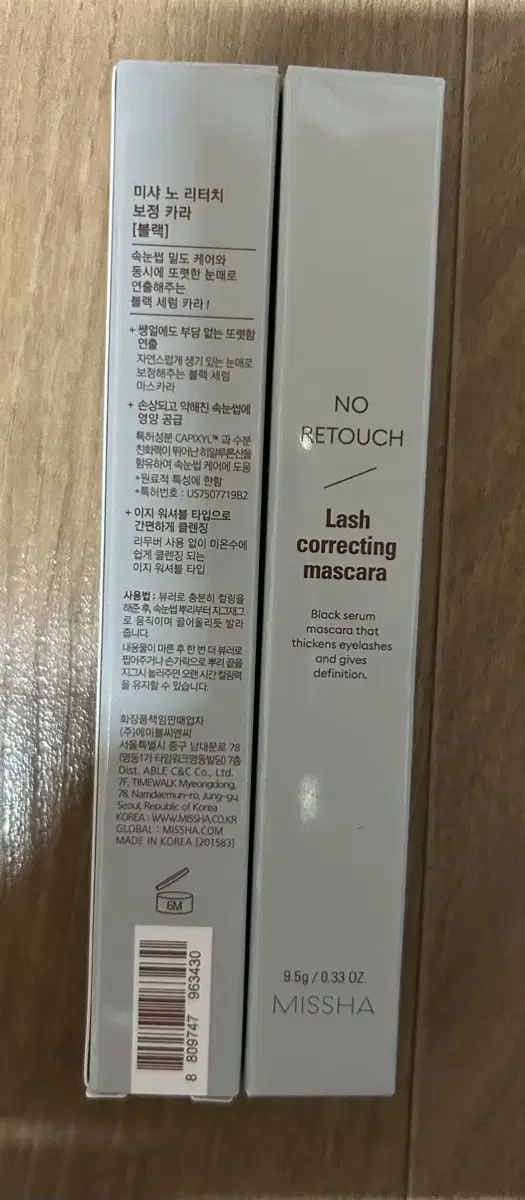 미샤 노 리터치
보정 카라
[블랙]
속눈썹 밀도 케어와
동시에 또렷한 눈매로
연출해주는
블랙 세럼 카라!
+ 쌩얼에도 부담 없는 또렷함
연출
자연스럽게 생기 있는 눈매로
보정해주는 블랙 세럼
마스카라
+ 손상되고 약해진 속눈썹에
영양 공급
특허성분 CAPIXYL™ 과 수분
친화력이 뛰어난 히알루론산을
함유하여 속눈썹 케어에 도움
*원료적 특성에 한함
*특허번호 : US7507719B2
+ 이지 워셔블 타입으로
간편하게 클렌징
리무버 사용 없이 미온수에
쉽게 클렌징 되는
이지 워셔블 타입
사용법 : 뷰러로 충분히 컬링을
해준 후, 속눈썹 뿌리부터 지그재그
로 움직이며 끌어올리듯 발라
줍니다.
내용물이 마른 후 한 번 더 뷰러로
찝어주거나 손가락으로 뿌리 끝을
지그시 눌러주면 오랜 시간 컬링력
을 유지할 수 있습니다.
화장품책임판매업자
(주)에이블씨엔씨
서울특별시 중구 남대문로 78
(명동1가 타임워크명동빌딩) 7층
Dist. ABLE C&C Co., Ltd.
7F, TIMEWALK Myeongdong,
78, Namdaemun-ro, Jung-gu,
Seoul, Republic of Korea
KOREA : WWW.MISSHA.CO.KR
GLOBAL : MISSHA.COM
MADE IN KOREA [201583]
6M
8 809747 963430
NO
RETOUCH
Lash
correcting
mascara
Black serum
mascara that
thickens eyelashes
and gives
definition.
9.5g / 0.33 OZ.
MISSHA